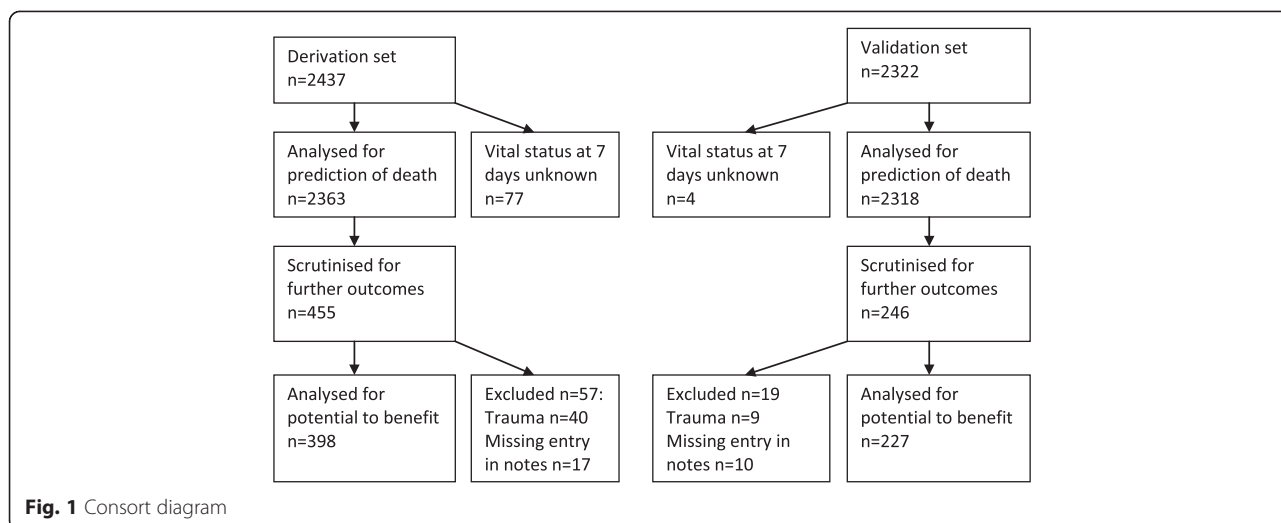 Derivation set
n=2437
Validation set
n=2322
Analysed for
prediction of death
n=2363
Vital status at 7
days unknown
n=77
Vital status at 7
days unknown
n=4
Analysed for
prediction of death
n=2318
Scrutinised for
further outcomes
n=455
Scrutinised for
further outcomes
n=246
Analysed for
potential to benefit
n=398
Excluded n=57:
Trauma n=40
Missing entry
in notes n=17
Excluded n=19
Trauma n=9
Missing entry in
notes n=10
Analysed for
potential to benefit
n=227
Fig. 1 Consort diagram